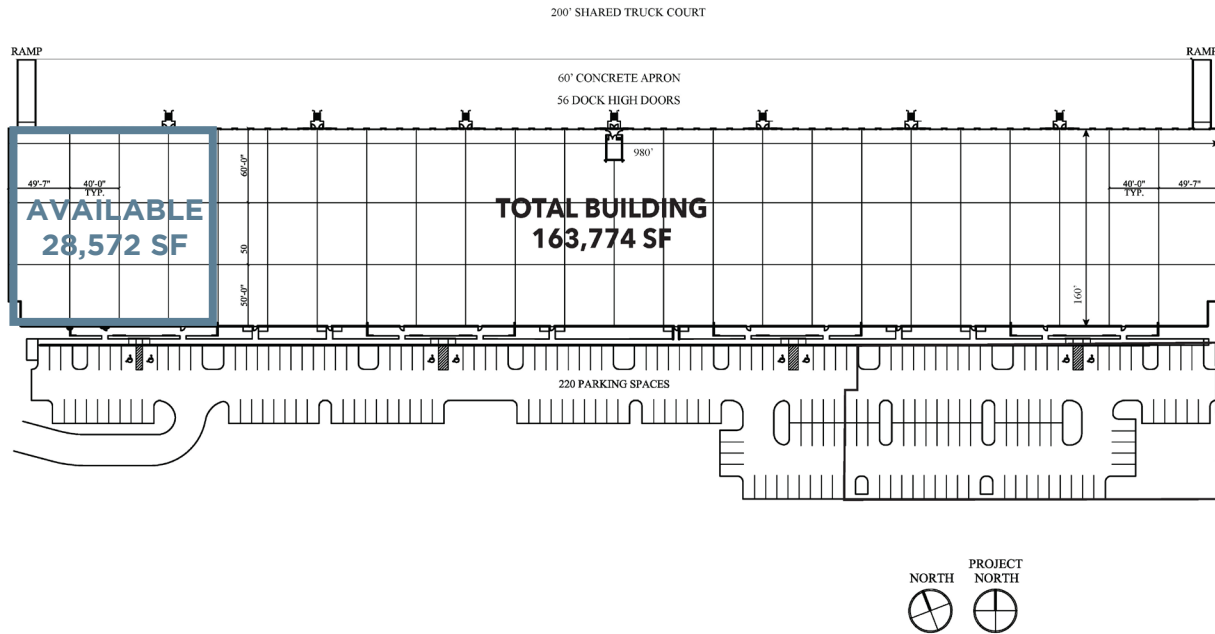 200' SHARED TRUCK COURT
RAMP
RAMP
60' CONCRETE APRON
56 DOCK HIGH DOORS
980'
60'-0"
49'-7"
40'-0"
TYP.
40'-0"
TYP.
49'-7"
AVAILABLE
28,572 SF
TOTAL BUILDING
163,774 SF
50
50'-0"
160'
220 PARKING SPACES
NORTH
PROJECT
NORTH